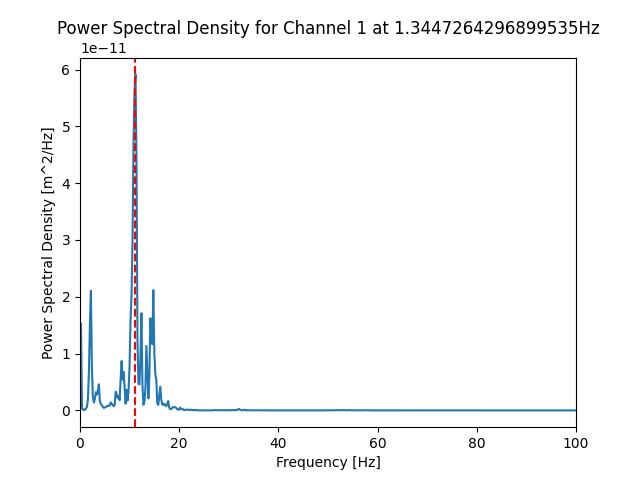 Power Spectral Density for Channel 1 at 1.3447264296899535Hz
1e−11
6
5
4
3
2
1
0
Power Spectral Density [m^2/Hz]
0 20 40 60 80 100
Frequency [Hz]